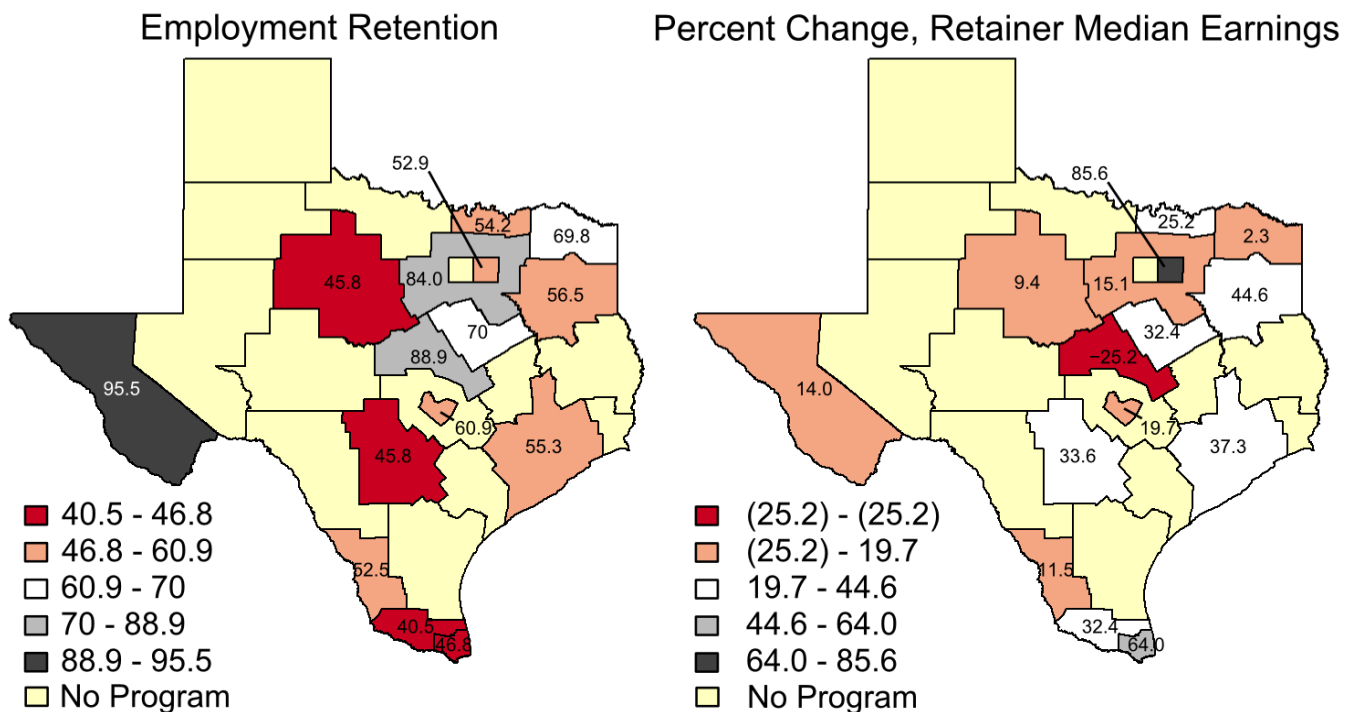 Employment Retention
52.9
54.2
69.8
45.8
84.0
56.5
70
88.9
95.5
60.9
45.8
55.3
52.5
40.5
46.8
40.5 - 46.8
46.8 - 60.9
60.9 - 70
70 - 88.9
88.9 - 95.5
No Program
Percent Change, Retainer Median Earnings
85.6
25.2
2.3
9.4
15.1
44.6
32.4
−25.2
14.0
19.7
33.6
37.3
11.5
32.4
64.0
(25.2) - (25.2)
(25.2) - 19.7
19.7 - 44.6
44.6 - 64.0
64.0 - 85.6
No Program